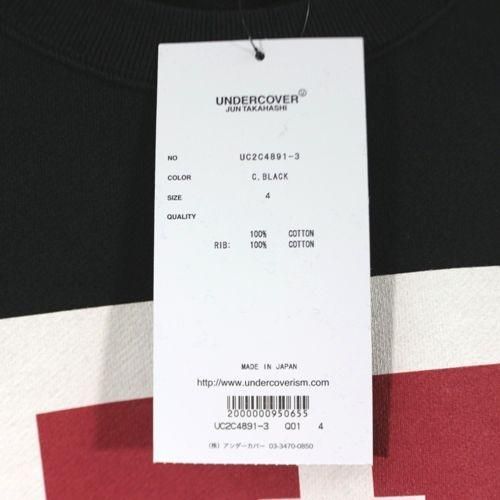 UNDERCOVER
JUN TAKAHASHI
NO UC2C4891-3
COLOR C.BLACK
SIZE 4
QUALITY
100% COTTON
RIB: 100% COTTON
MADE IN JAPAN
http://www.undercoverism.com
2000000950655
UC2C4891-3 Q01 4
(株) アンダーカバー 03-3470-0850